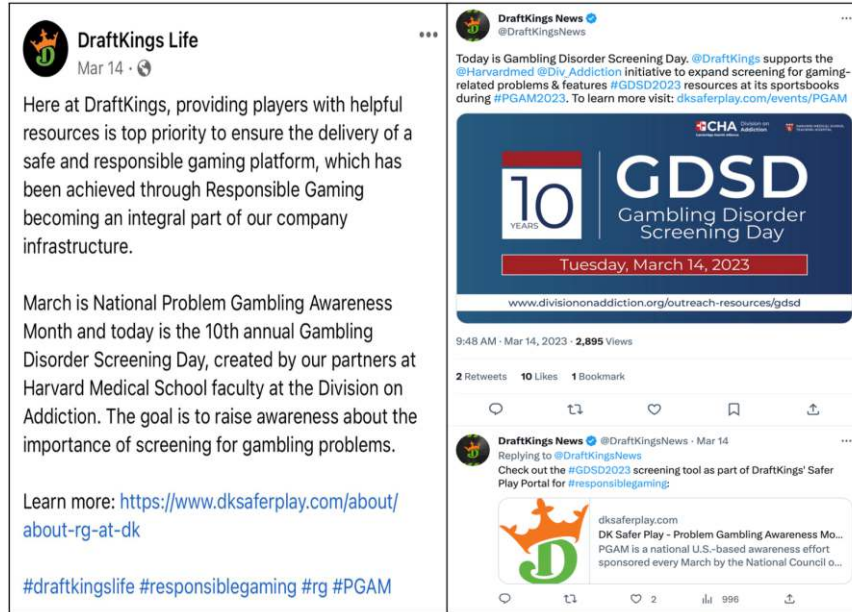 DraftKings Life
Mar 14 ·
Here at DraftKings, providing players with helpful
resources is top priority to ensure the delivery of a
safe and responsible gaming platform, which has
been achieved through Responsible Gaming
becoming an integral part of our company
infrastructure.
March is National Problem Gambling Awareness
Month and today is the 10th annual Gambling
Disorder Screening Day, created by our partners at
Harvard Medical School faculty at the Division on
Addiction. The goal is to raise awareness about the
importance of screening for gambling problems.
Learn more: https://www.dksaferplay.com/about/
about-rg-at-dk
#draftkingslife #responsiblegaming #rg #PGAM
DraftKings News
@DraftKingsNews
Today is Gambling Disorder Screening Day. @DraftKings supports the
@Harvardmed @Div_Addiction initiative to expand screening for gaming-
related problems & features #GDSD2023 resources at its sportsbooks
during #PGAM2023. To learn more visit: dksaferplay.com/events/PGAM
CHA Division on
Addiction
10
YEARS
GDSD
Gambling Disorder
Screening Day
Tuesday, March 14, 2023
www.divisiononaddiction.org/outreach-resources/gdsd
9:48 AM · Mar 14, 2023 · 2,895 Views
2 Retweets 10 Likes 1 Bookmark
DraftKings News @DraftKingsNews · Mar 14
Replying to @DraftKingsNews
Check out the #GDSD2023 screening tool as part of DraftKings' Safer
Play Portal for #responsiblegaming:
dksaferplay.com
DK Safer Play - Problem Gambling Awareness Mo...
PGAM is a national U.S.-based awareness effort
sponsored every March by the National Council o...
2 996